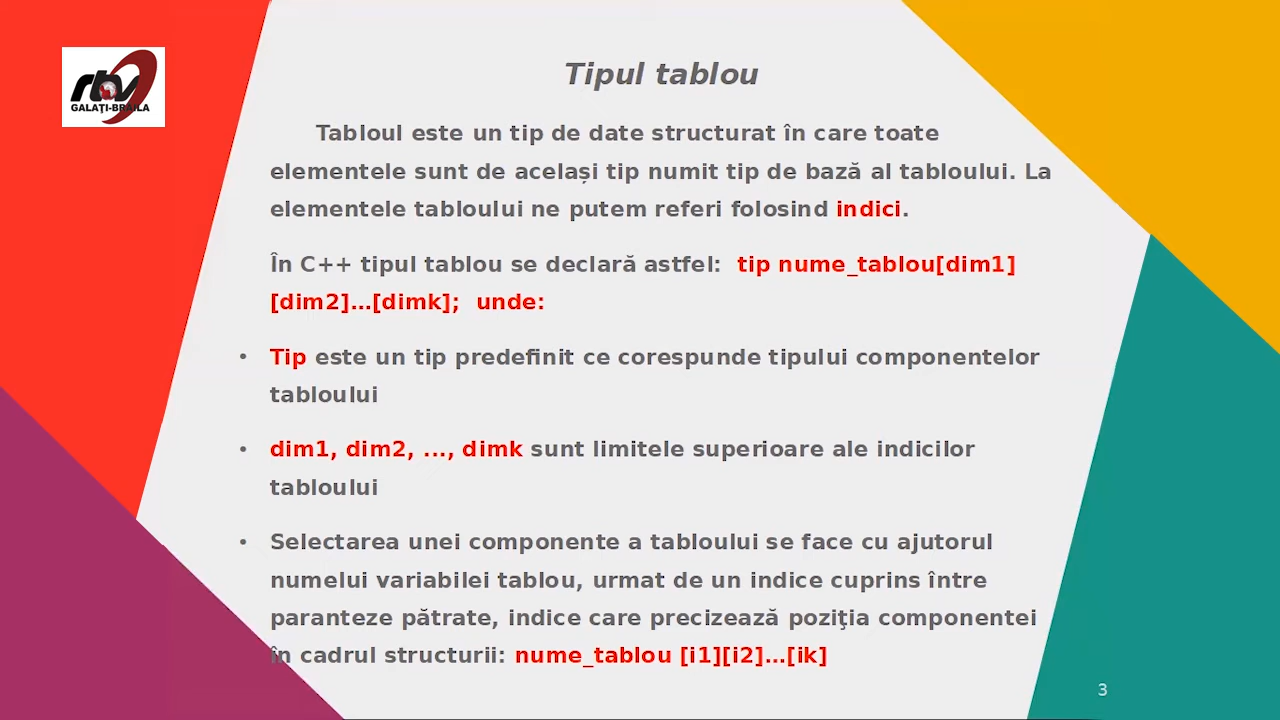 rtv
GALAŢI-BRĂILA
Tipul tablou
Tabloul este un tip de date structurat în care toate
elementele sunt de același tip numit tip de bază al tabloului. La
elementele tabloului ne putem referi folosind indici.
În C++ tipul tablou se declară astfel: tip nume_tablou[dim1]
[dim2]…[dimk]; unde:
• Tip este un tip predefinit ce corespunde tipului componentelor
tabloului
• dim1, dim2, ..., dimk sunt limitele superioare ale indicilor
tabloului
• Selectarea unei componente a tabloului se face cu ajutorul
numelui variabilei tablou, urmat de un indice cuprins între
paranteze pătrate, indice care precizează poziţia componentei
în cadrul structurii: nume_tablou [i1][i2]…[ik]
3